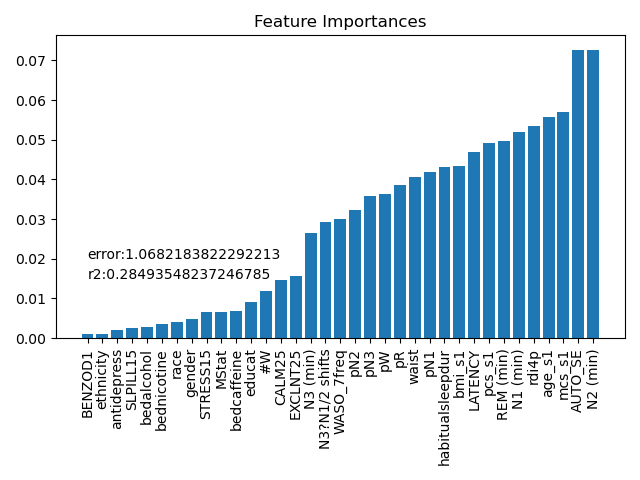 Feature Importances
0.07
0.06
0.05
0.04
0.03
0.02
0.01
0.00
error:1.0682183822292213
r2:0.28493548237246785
BENZOD1
ethnicity
antidepress
SLPILL15
bedalcohol
bednicotine
race
gender
STRESS15
MStat
bedcaffeine
educat
#W
CALM25
EXCLNT25
N3 (min)
N3?N1/2 shifts
WASO_7freq
pN2
pN3
pW
pR
waist
pN1
habitualsleepdur
bmi_s1
LATENCY
pcs_s1
REM (min)
N1 (min)
rdi4p
age_s1
mcs_s1
AUTO_SE
N2 (min)